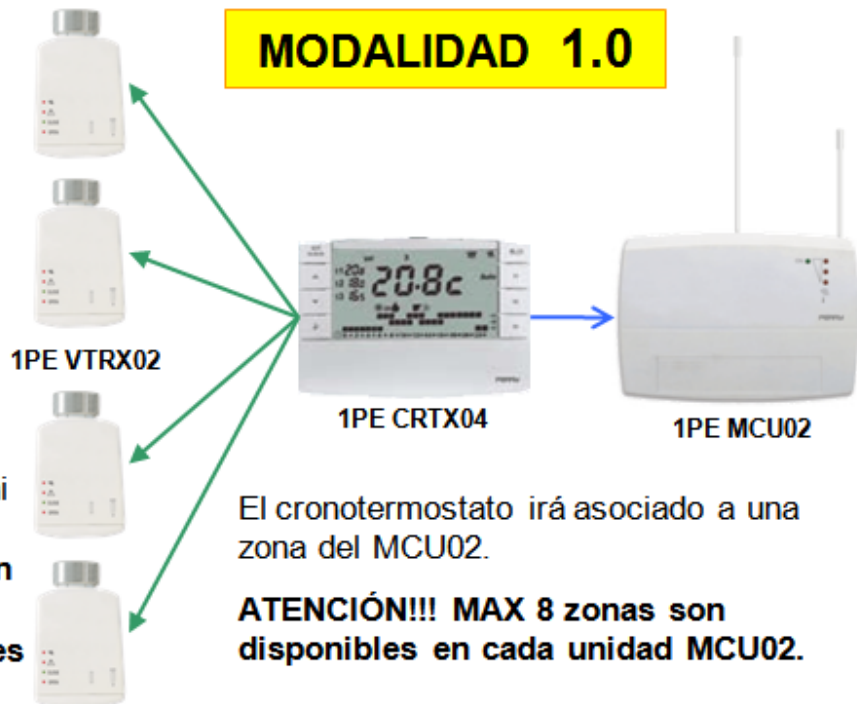 MODALIDAD 1.0
20.8c
Auto
1PE VTRX02
1PE CRTX04
1PE MCU02
El cronotermostato irá asociado a una
zona del MCU02.
ATENCIÓN!!! MAX 8 zonas son
disponibles en cada unidad MCU02.